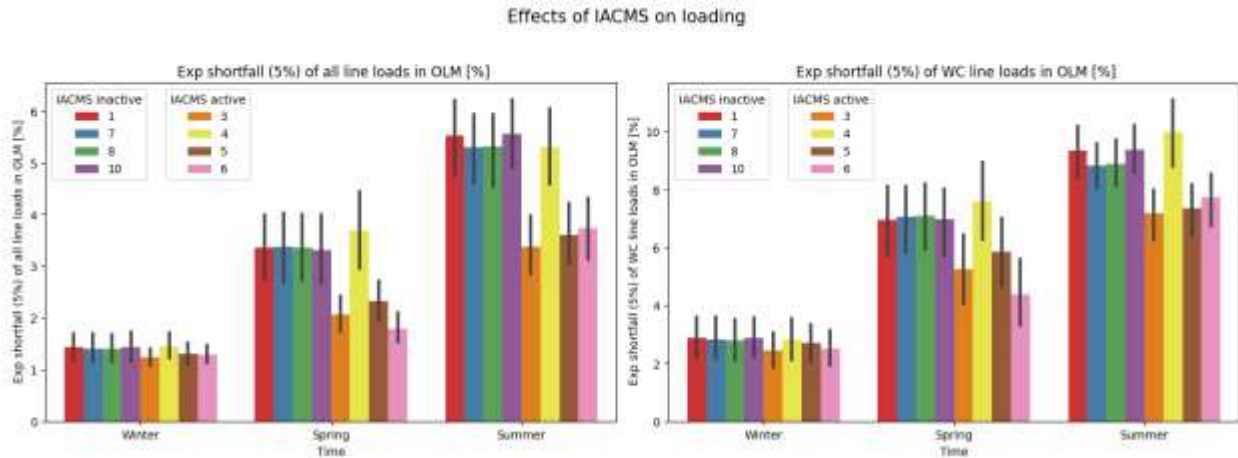 Effects of IACMS on loading
Exp shortfall (5%) of all line loads in OLM [%]
Exp shortfall (5%) of all line loads in OLM [%]
IACMS inactive
1
7
8
10
IACMS active
3
4
5
6
6
5
4
3
2
1
0
Winter
Spring
Summer
Time
Exp shortfall (5%) of WC line loads in OLM [%]
Exp shortfall (5%) of WC line loads in OLM [%]
IACMS inactive
1
7
8
10
IACMS active
3
4
5
6
10
8
6
4
2
0
Winter
Spring
Summer
Time